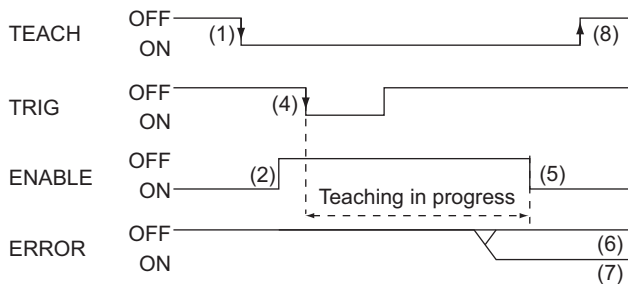 TEACH OFF ON (1) (8)
TRIG OFF ON (4)
ENABLE OFF ON (2) (5)
Teaching in progress
ERROR OFF ON (6) (7)